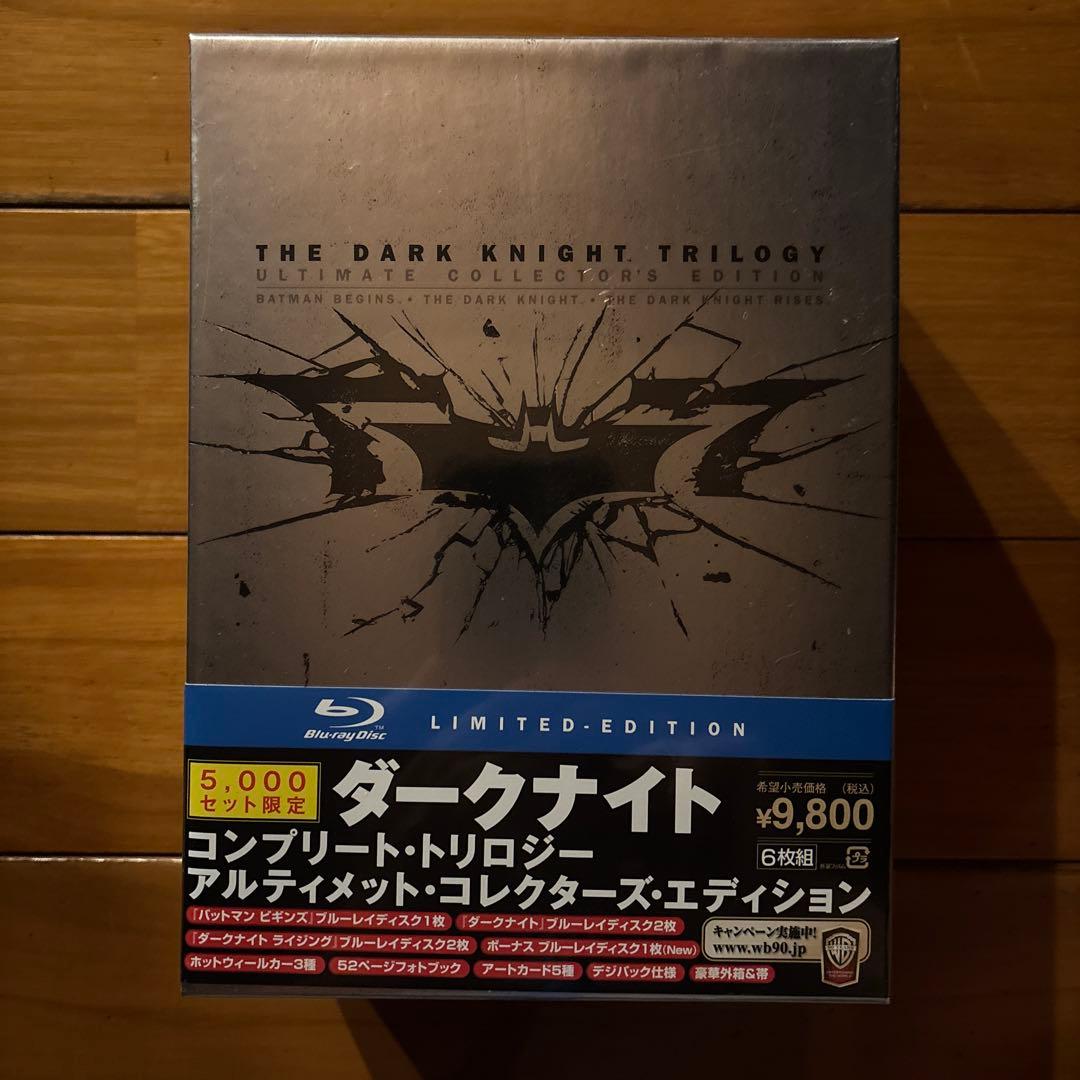 THE DARK KNIGHT™ TRILOGY
ULTIMATE COLLECTOR'S EDITION
BATMAN BEGINS™ • THE DARK KNIGHT™ • THE DARK KNIGHT RISES
Blu-ray Disc™
LIMITED-EDITION
5,000
セット限定
ダークナイト
希望小売価格 (税込)
¥9,800
コンプリート・トリロジー
6枚組
プラ
アルティメット・コレクターズ・エディション
『バットマン ビギンズ』ブルーレイディスク1枚
『ダークナイト』ブルーレイディスク2枚
『ダークナイト ライジング』ブルーレイディスク2枚
ボーナス ブルーレイディスク1枚(New)
キャンペーン実施中!
www.wb90.jp
ホットウィールカー3種
52ページフォトブック
アートカード5種
デジパック仕様
豪華外箱&帯